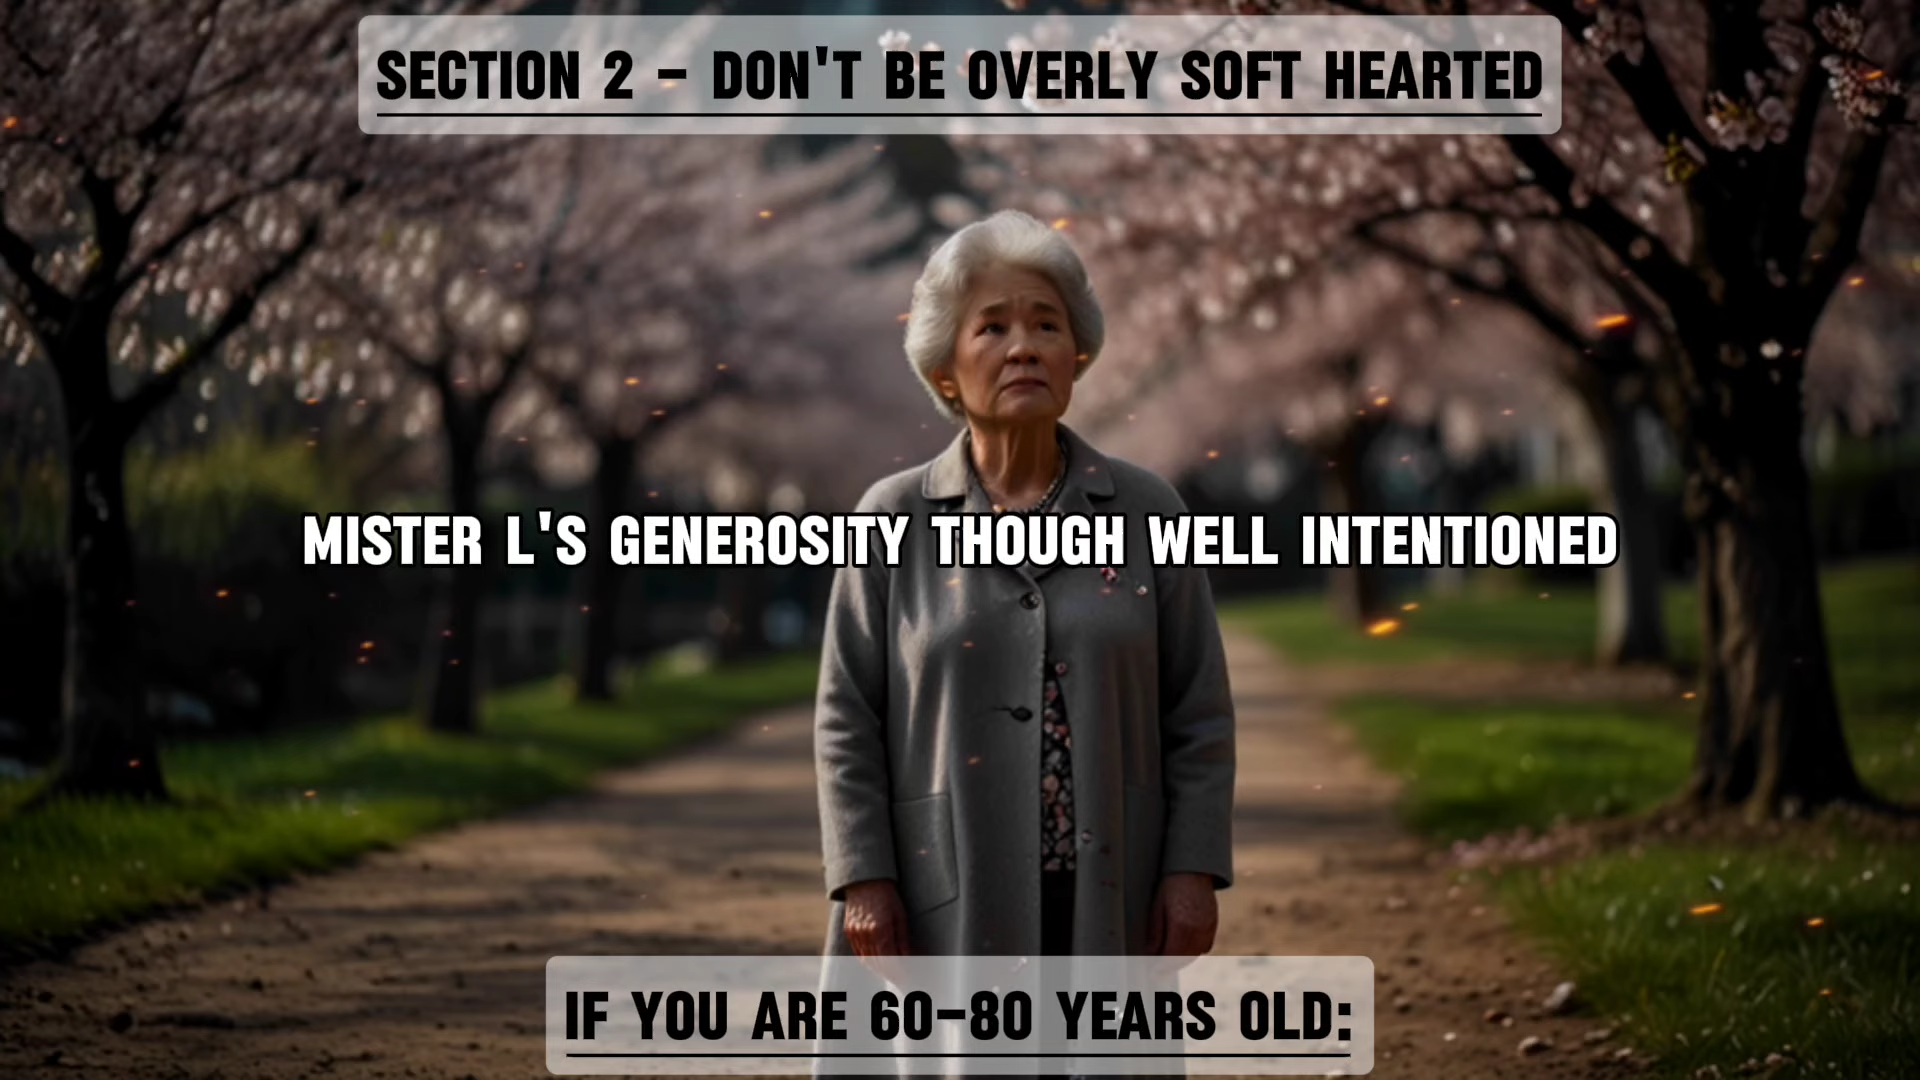 SECTION 2 - DON'T BE OVERLY SOFT HEARTED
MISTER L'S GENEROSITY THOUGH WELL INTENTIONED
IF YOU ARE 60-80 YEARS OLD: